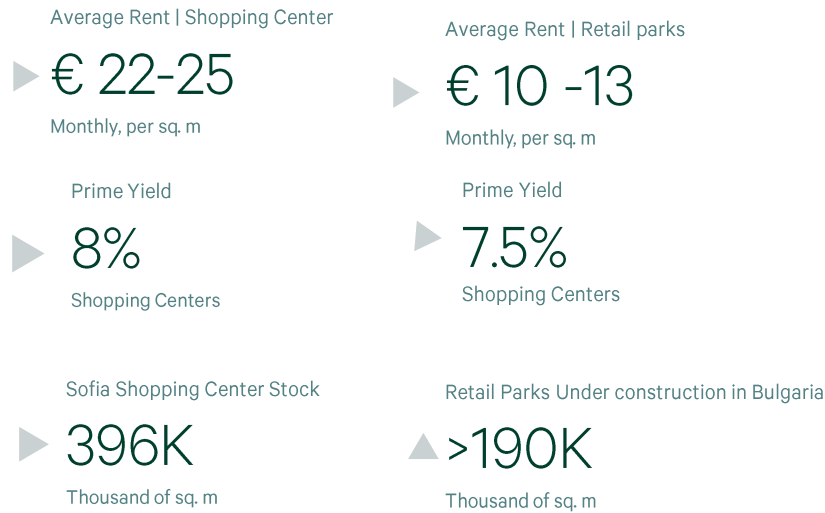 Average Rent | Shopping Center
€ 22-25
Monthly, per sq. m
Average Rent | Retail parks
€ 10 -13
Monthly, per sq. m
Prime Yield
8%
Shopping Centers
Prime Yield
7.5%
Shopping Centers
Sofia Shopping Center Stock
396K
Thousand of sq. m
Retail Parks Under construction in Bulgaria
>190K
Thousand of sq. m